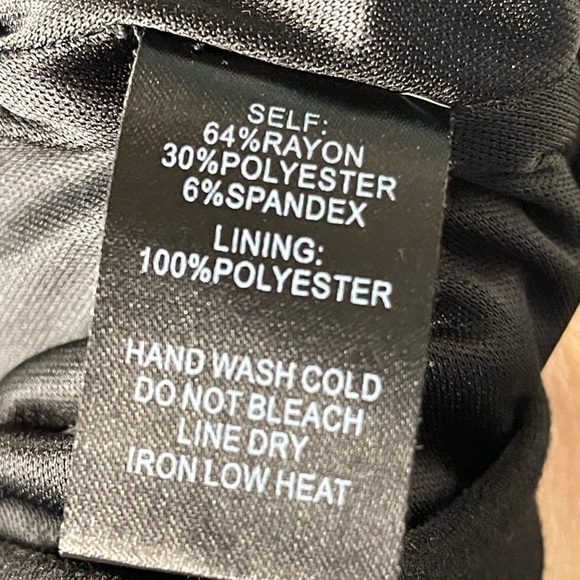 SELF:
64%RAYON
30%POLYESTER
6%SPANDEX
LINING:
100%POLYESTER
HAND WASH COLD
DO NOT BLEACH
LINE DRY
IRON LOW HEAT